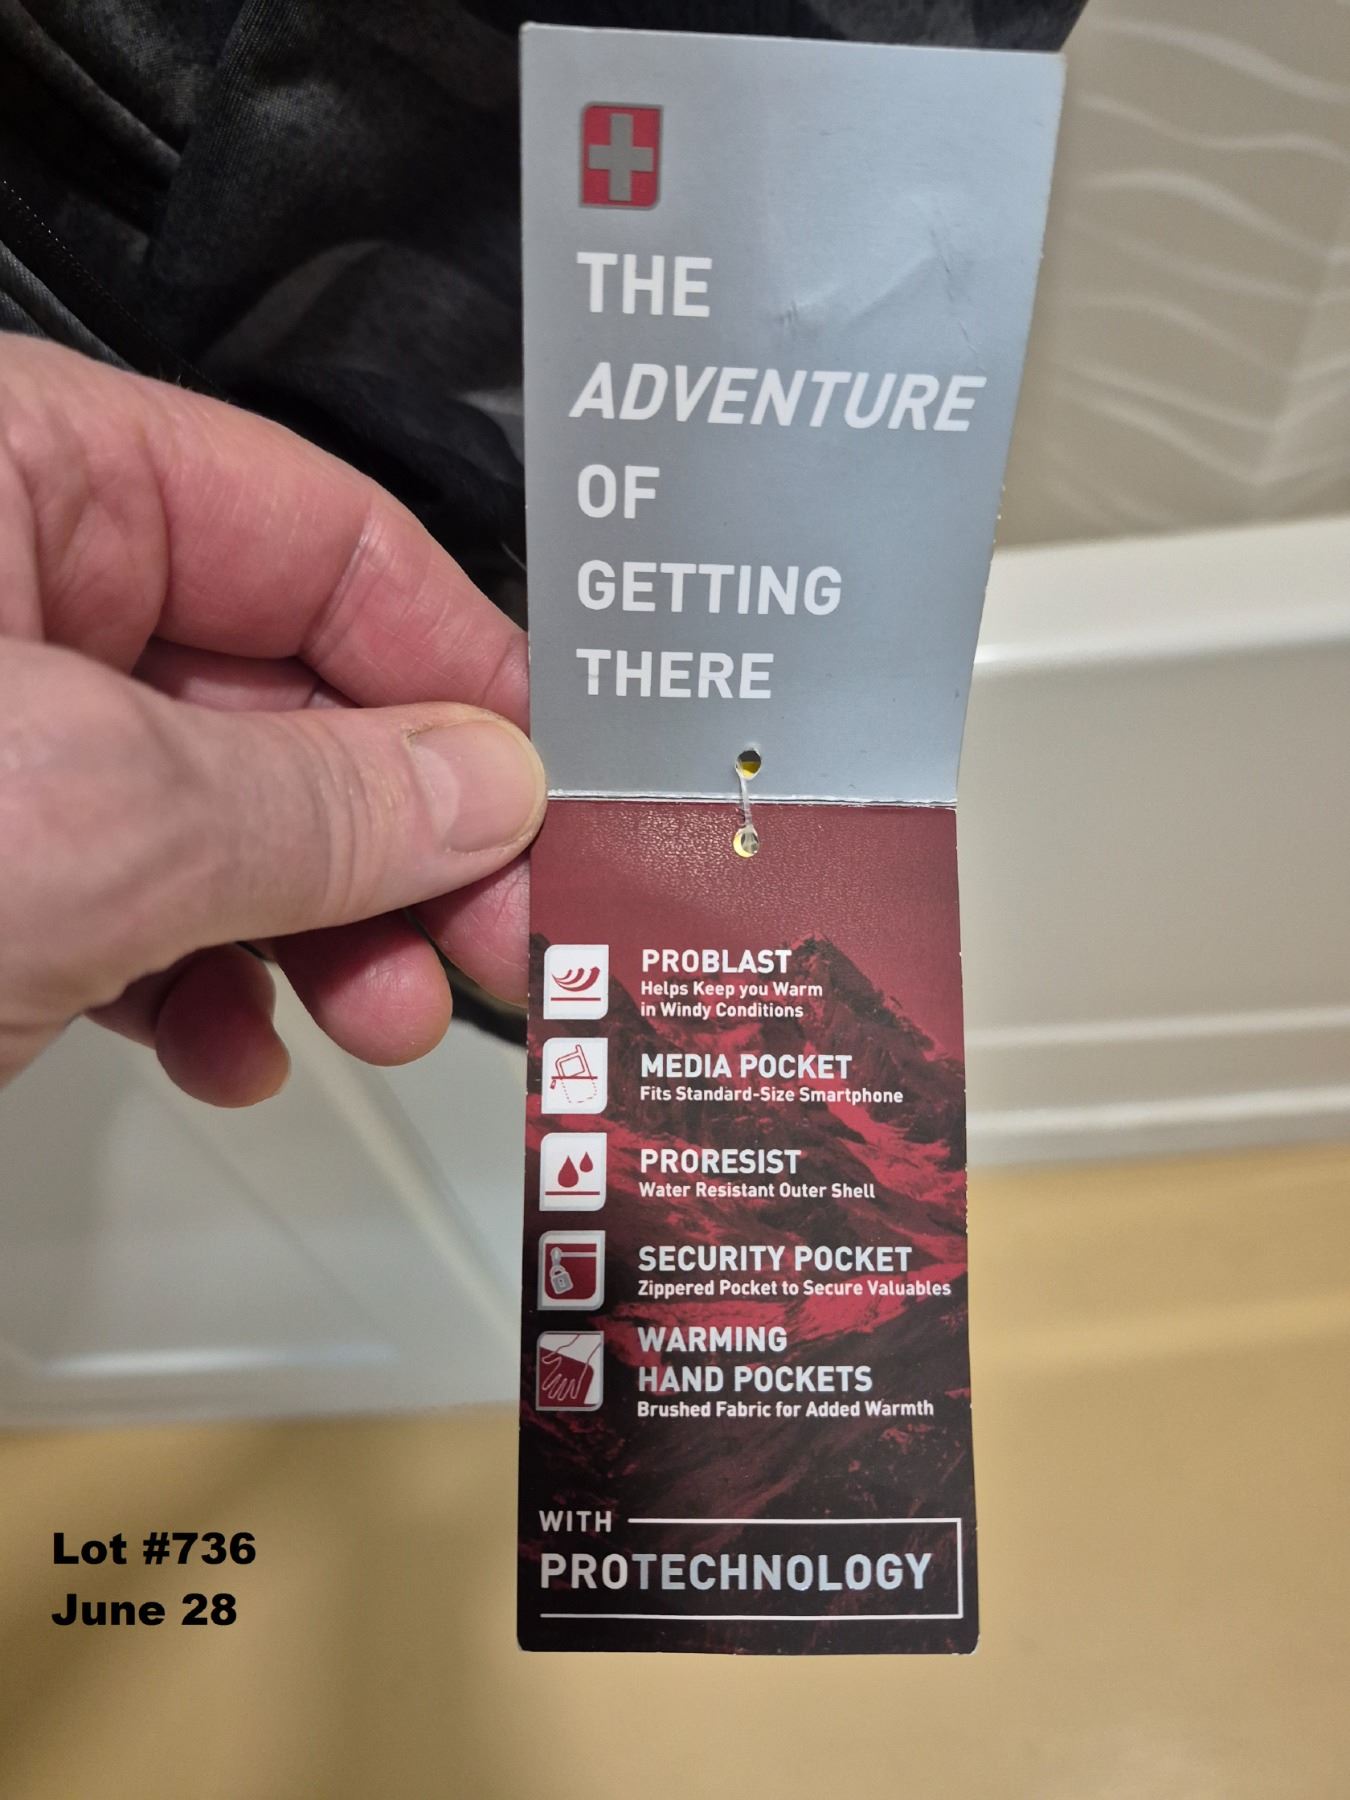 THE
ADVENTURE
OF
GETTING
THERE
PROBLAST
Helps Keep you Warm
in Windy Conditions
MEDIA POCKET
Fits Standard-Size Smartphone
PRORESIST
Water Resistant Outer Shell
SECURITY POCKET
Zippered Pocket to Secure Valuables
WARMING
HAND POCKETS
Brushed Fabric for Added Warmth
WITH
PROTECHNOLOGY
Lot #736
June 28